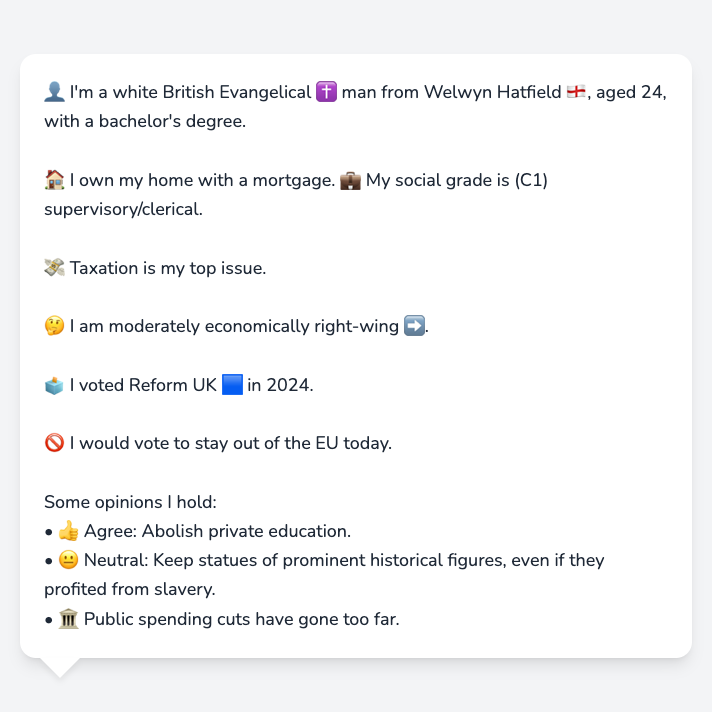 👤 I'm a white British Evangelical ✝️ man from Welwyn Hatfield 🏴󠁧󠁢󠁥󠁮󠁧󠁿, aged 24,
with a bachelor's degree.
🏠 I own my home with a mortgage. 💼 My social grade is (C1)
supervisory/clerical.
💸 Taxation is my top issue.
🤔 I am moderately economically right-wing ➡️.
🗳️ I voted Reform UK 🟦 in 2024.
🚫 I would vote to stay out of the EU today.
Some opinions I hold:
• 👍 Agree: Abolish private education.
• 😐 Neutral: Keep statues of prominent historical figures, even if they
profited from slavery.
• 🏛️ Public spending cuts have gone too far.